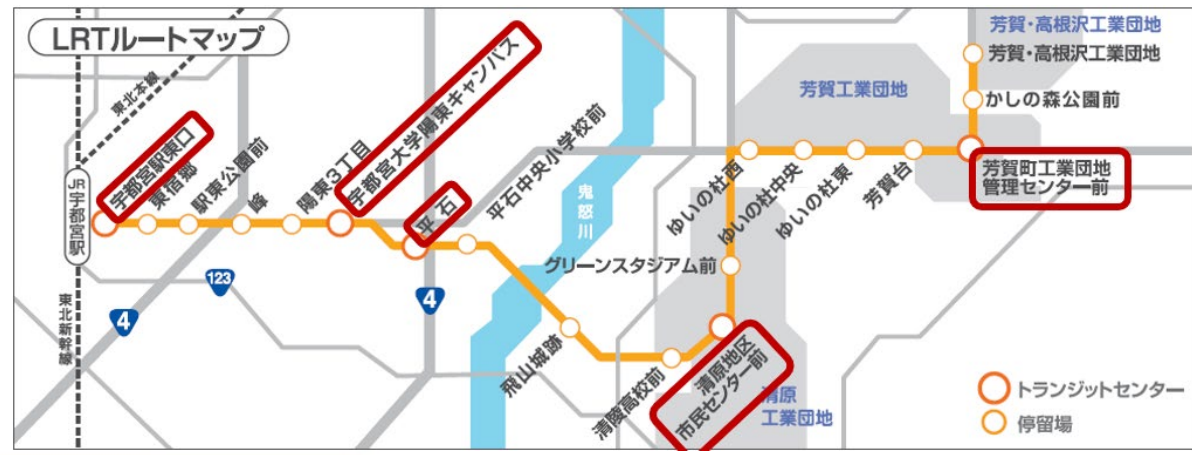 LRTルートマップ
東北本線
JR宇都宮駅
東北新幹線
宇都宮駅東口
東宿郷
駅東公園前
峰
陽東3丁目
宇都宮大学陽東キャンパス
平石
平石中央小学校前
4
123
4
鬼怒川
飛山城跡
清陵高校前
清原地区
市民センター前
清原
工業団地
グリーンスタジアム前
ゆいの杜西
ゆいの杜中央
ゆいの杜東
芳賀台
芳賀工業団地
芳賀町工業団地
管理センター前
かしの森公園前
芳賀・高根沢工業団地
芳賀・高根沢工業団地
トランジットセンター
停留場